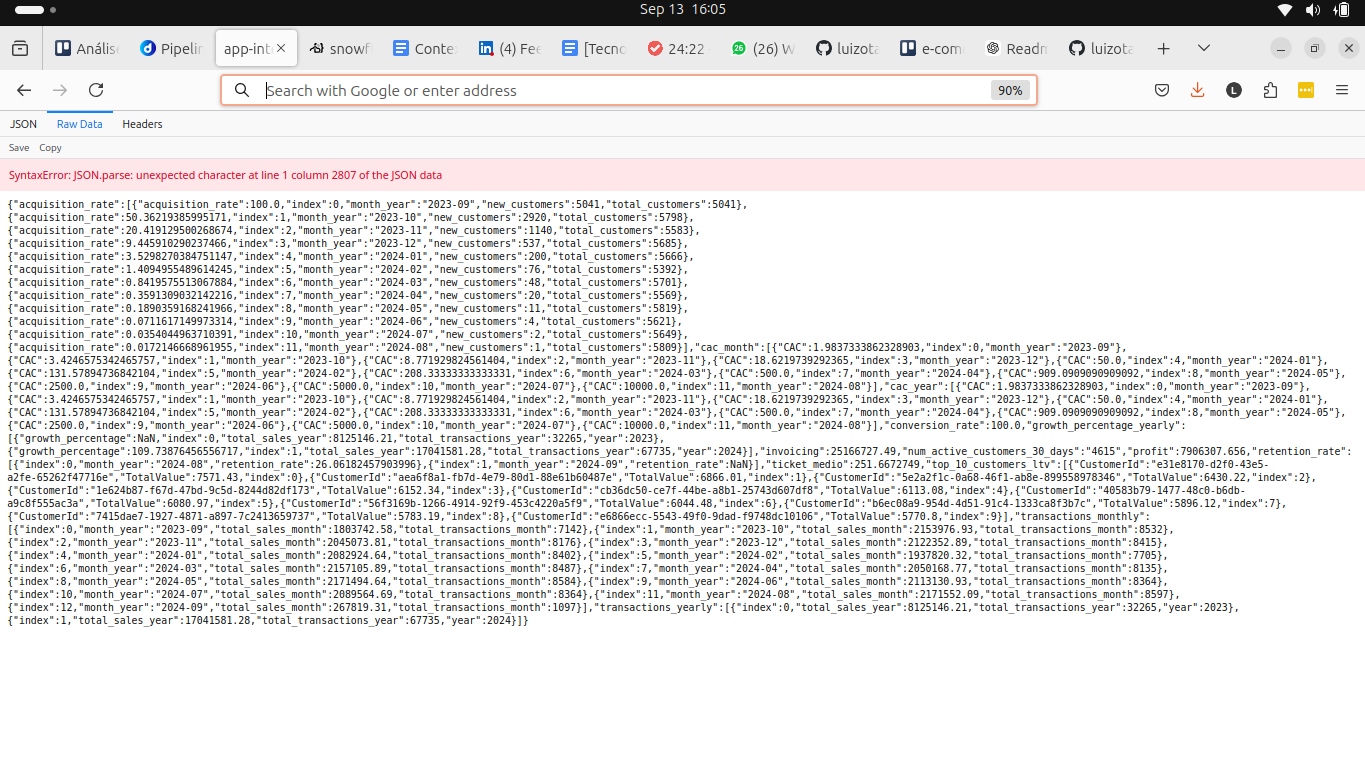 Sep 13 16:05
Anális
Pipelin
app-int
snowf
Conte
(4) Fee
[Tecno
24:22
26
(26) W
luizota
e-com
Readm
luizota
Search with Google or enter address
90%
L
JSON
Raw Data
Headers
Save
Copy
SyntaxError: JSON.parse: unexpected character at line 1 column 2807 of the JSON data
{"acquisition_rate":[{"acquisition_rate":100.0,"index":0,"month_year":"2023-09","new_customers":5041,"total_customers":5041},
{"acquisition_rate":50.36219385995171,"index":1,"month_year":"2023-10","new_customers":2920,"total_customers":5798},
{"acquisition_rate":20.419129500268674,"index":2,"month_year":"2023-11","new_customers":1140,"total_customers":5583},
{"acquisition_rate":9.445910290237466,"index":3,"month_year":"2023-12","new_customers":537,"total_customers":5685},
{"acquisition_rate":3.5298270384751147,"index":4,"month_year":"2024-01","new_customers":200,"total_customers":5666},
{"acquisition_rate":1.4094955489614245,"index":5,"month_year":"2024-02","new_customers":76,"total_customers":5392},
{"acquisition_rate":0.8419575513067884,"index":6,"month_year":"2024-03","new_customers":48,"total_customers":5701},
{"acquisition_rate":0.3591309032142216,"index":7,"month_year":"2024-04","new_customers":20,"total_customers":5569},
{"acquisition_rate":0.1890359168241966,"index":8,"month_year":"2024-05","new_customers":11,"total_customers":5819},
{"acquisition_rate":0.0711617149973314,"index":9,"month_year":"2024-06","new_customers":4,"total_customers":5621},
{"acquisition_rate":0.0354044963710391,"index":10,"month_year":"2024-07","new_customers":2,"total_customers":5649},
{"acquisition_rate":0.0172146668961955,"index":11,"month_year":"2024-08","new_customers":1,"total_customers":5809}],"cac_month":[{"CAC":1.9837333862328903,"index":0,"month_year":"2023-09"},
{"CAC":3.4246575342465757,"index":1,"month_year":"2023-10"},{"CAC":8.771929824561404,"index":2,"month_year":"2023-11"},{"CAC":18.6219739292365,"index":3,"month_year":"2023-12"},{"CAC":50.0,"index":4,"month_year":"2024-01"},
{"CAC":131.57894736842104,"index":5,"month_year":"2024-02"},{"CAC":208.33333333333331,"index":6,"month_year":"2024-03"},{"CAC":500.0,"index":7,"month_year":"2024-04"},{"CAC":909.0909090909092,"index":8,"month_year":"2024-05"},
{"CAC":2500.0,"index":9,"month_year":"2024-06"},{"CAC":5000.0,"index":10,"month_year":"2024-07"},{"CAC":10000.0,"index":11,"month_year":"2024-08"}],"cac_year":[{"CAC":1.9837333862328903,"index":0,"month_year":"2023-09"},
{"CAC":3.4246575342465757,"index":1,"month_year":"2023-10"},{"CAC":8.771929824561404,"index":2,"month_year":"2023-11"},{"CAC":18.6219739292365,"index":3,"month_year":"2023-12"},{"CAC":50.0,"index":4,"month_year":"2024-01"},
{"CAC":131.57894736842104,"index":5,"month_year":"2024-02"},{"CAC":208.33333333333331,"index":6,"month_year":"2024-03"},{"CAC":500.0,"index":7,"month_year":"2024-04"},{"CAC":909.0909090909092,"index":8,"month_year":"2024-05"},
{"CAC":2500.0,"index":9,"month_year":"2024-06"},{"CAC":5000.0,"index":10,"month_year":"2024-07"},{"CAC":10000.0,"index":11,"month_year":"2024-08"}],"conversion_rate":100.0,"growth_percentage_yearly":
[{"growth_percentage":NaN,"index":0,"total_sales_year":8125146.21,"total_transactions_year":32265,"year":2023},
{"growth_percentage":109.73876456556717,"index":1,"total_sales_year":17041581.28,"total_transactions_year":67735,"year":2024}],"invoicing":25166727.49,"num_active_customers_30_days":"4615","profit":7906307.656,"retention_rate":
[{"index":0,"month_year":"2024-08","retention_rate":26.06182457903996},{"index":1,"month_year":"2024-09","retention_rate":NaN}],"ticket_medio":251.6672749,"top_10_customers_ltv":[{"CustomerId":"e31e8170-d2f0-43e5-
a2fe-65262f47716e","TotalValue":7571.43,"index":0},{"CustomerId":"aea6f8a1-fb7d-4e79-80d1-88e61b60487e","TotalValue":6866.01,"index":1},{"CustomerId":"5e2a2f1c-0a68-46f1-ab8e-899558978346","TotalValue":6430.22,"index":2},
{"CustomerId":"1e624b87-f67d-47bd-9c5d-8244d82df173","TotalValue":6152.34,"index":3},{"CustomerId":"cb36dc50-ce7f-44be-a8b1-25743d607df8","TotalValue":6113.08,"index":4},{"CustomerId":"40583b79-1477-48c0-b6db-
a9c8f555ac3a","TotalValue":6080.97,"index":5},{"CustomerId":"56f3169b-1266-4914-92f9-453c4220a5f9","TotalValue":6044.48,"index":6},{"CustomerId":"b6ec08a9-954d-4d51-91c4-1333ca8f3b7c","TotalValue":5896.12,"index":7},
{"CustomerId":"7415dae7-1927-4871-a897-7c2413659737","TotalValue":5783.19,"index":8},{"CustomerId":"e6866ecc-5543-49f0-9dad-f9748dc10106","TotalValue":5770.8,"index":9}],"transactions_monthly":
[{"index":0,"month_year":"2023-09","total_sales_month":1803742.58,"total_transactions_month":7142},{"index":1,"month_year":"2023-10","total_sales_month":2153976.93,"total_transactions_month":8532},
{"index":2,"month_year":"2023-11","total_sales_month":2045073.81,"total_transactions_month":8176},{"index":3,"month_year":"2023-12","total_sales_month":2122352.89,"total_transactions_month":8415},
{"index":4,"month_year":"2024-01","total_sales_month":2082924.64,"total_transactions_month":8402},{"index":5,"month_year":"2024-02","total_sales_month":1937820.32,"total_transactions_month":7705},
{"index":6,"month_year":"2024-03","total_sales_month":2157105.89,"total_transactions_month":8487},{"index":7,"month_year":"2024-04","total_sales_month":2050168.77,"total_transactions_month":8135},
{"index":8,"month_year":"2024-05","total_sales_month":2171494.64,"total_transactions_month":8584},{"index":9,"month_year":"2024-06","total_sales_month":2113130.93,"total_transactions_month":8364},
{"index":10,"month_year":"2024-07","total_sales_month":2089564.69,"total_transactions_month":8364},{"index":11,"month_year":"2024-08","total_sales_month":2171552.09,"total_transactions_month":8597},
{"index":12,"month_year":"2024-09","total_sales_month":267819.31,"total_transactions_month":1097}],"transactions_yearly":[{"index":0,"total_sales_year":8125146.21,"total_transactions_year":32265,"year":2023},
{"index":1,"total_sales_year":17041581.28,"total_transactions_year":67735,"year":2024}]}